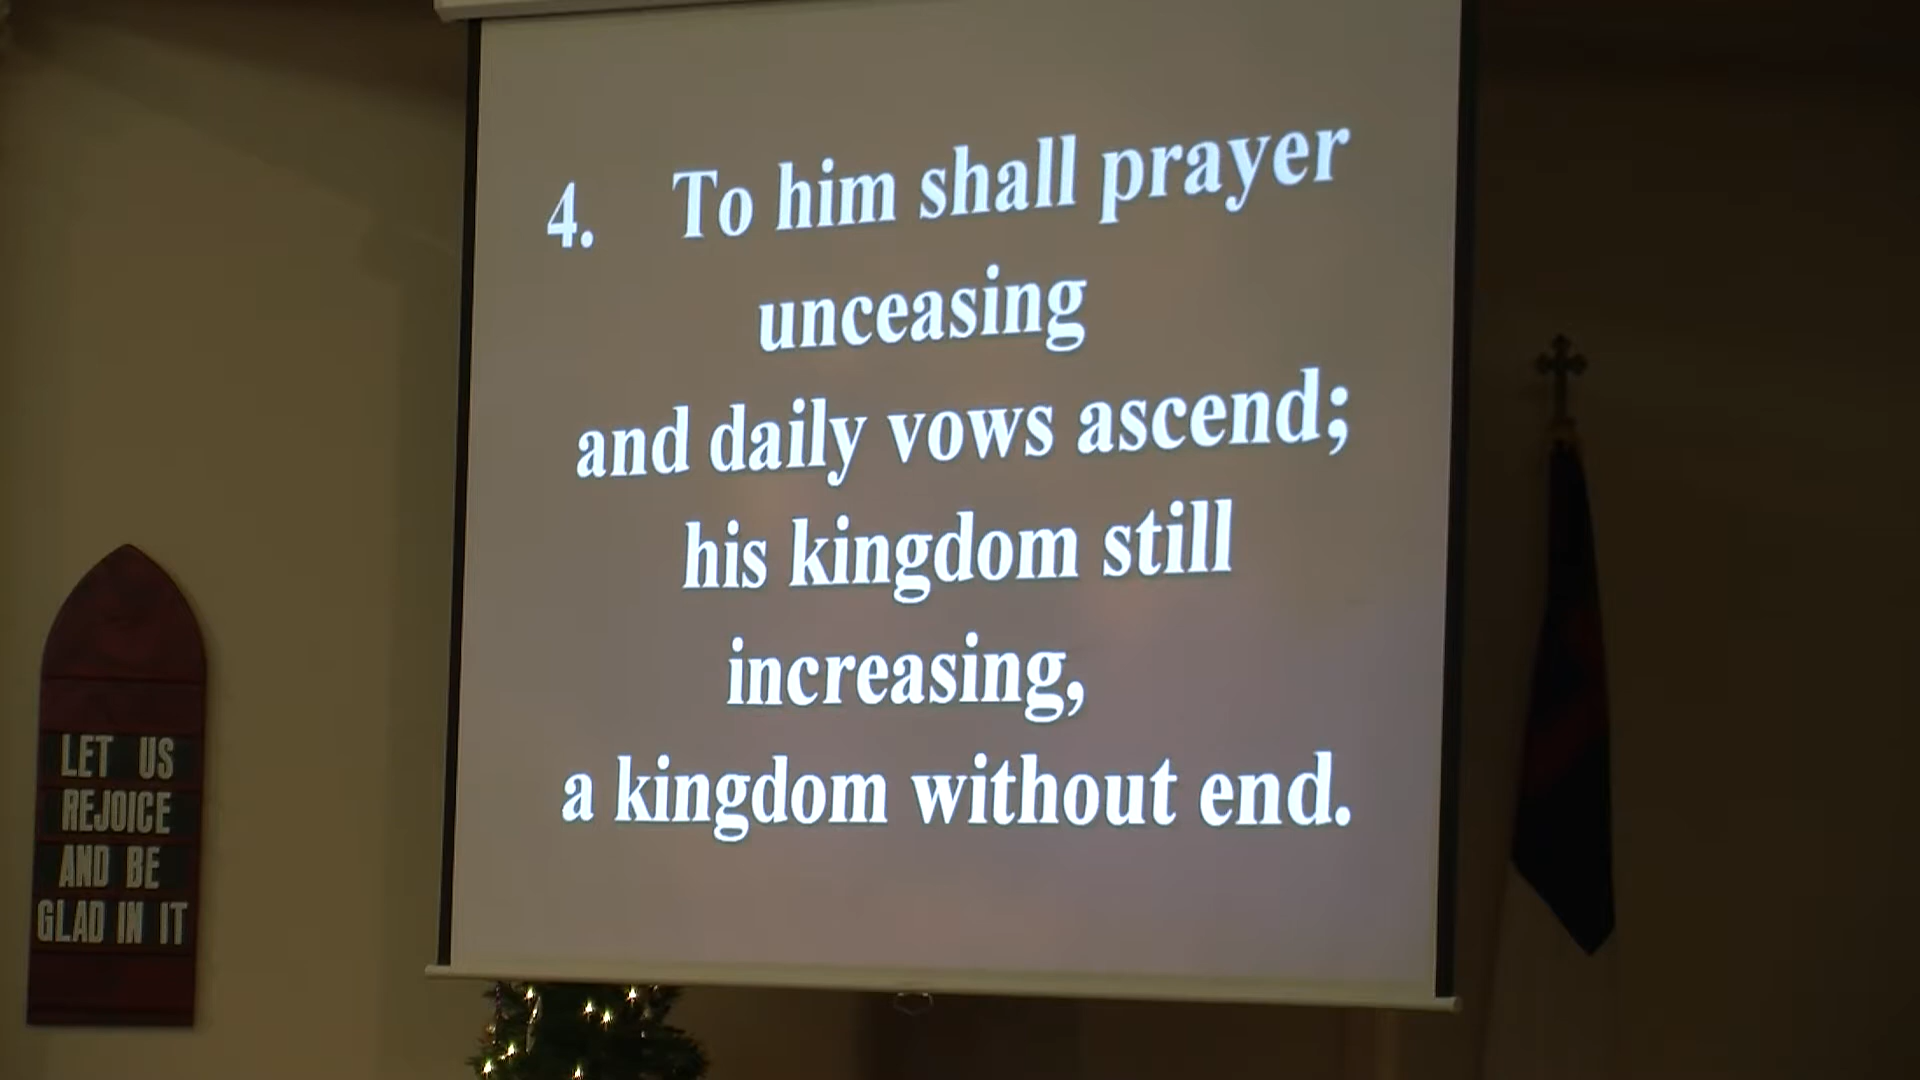 4. To him shall prayer
unceasing
and daily vows ascend;
his kingdom still
increasing,
a kingdom without end.
LET US
REJOICE
AND BE
GLAD IN IT